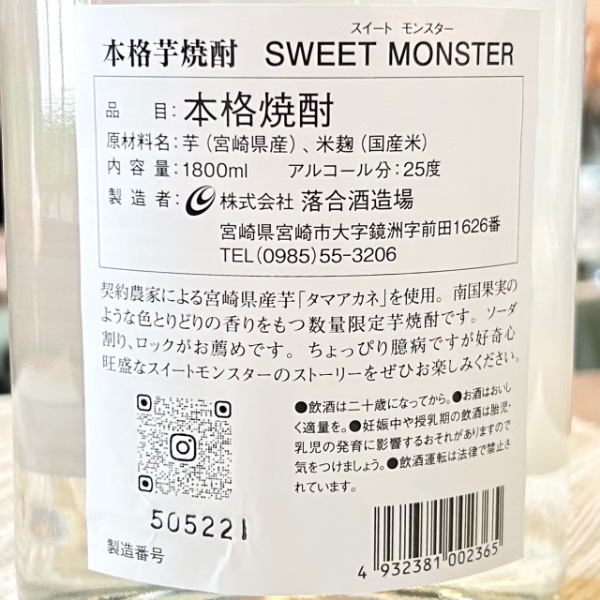 スイート モンスター
本格芋焼酎 SWEET MONSTER
品目：本格焼酎
原材料名：芋（宮崎県産）、米麹（国産米）
内容量：1800ml アルコール分：25度
製造者：株式会社 落合酒造場
宮崎県宮崎市大字鏡洲字前田1626番
TEL(0985)55-3206
契約農家による宮崎県産芋「タマアカネ」を使用。南国果実の
ような色とりどりの香りをもつ数量限定芋焼酎です。ソーダ
割り、ロックがお薦めです。ちょっぴり臆病ですが好奇心
旺盛なスイートモンスターのストーリーをぜひお楽しみください。
●飲酒は二十歳になってから。●お酒はおいし
く適量を。●妊娠中や授乳期の飲酒は胎児・
乳児の発育に影響するおそれがありますので
気をつけましょう。●飲酒運転は法律で禁止さ
れています。
505221
製造番号
4 932381 002365